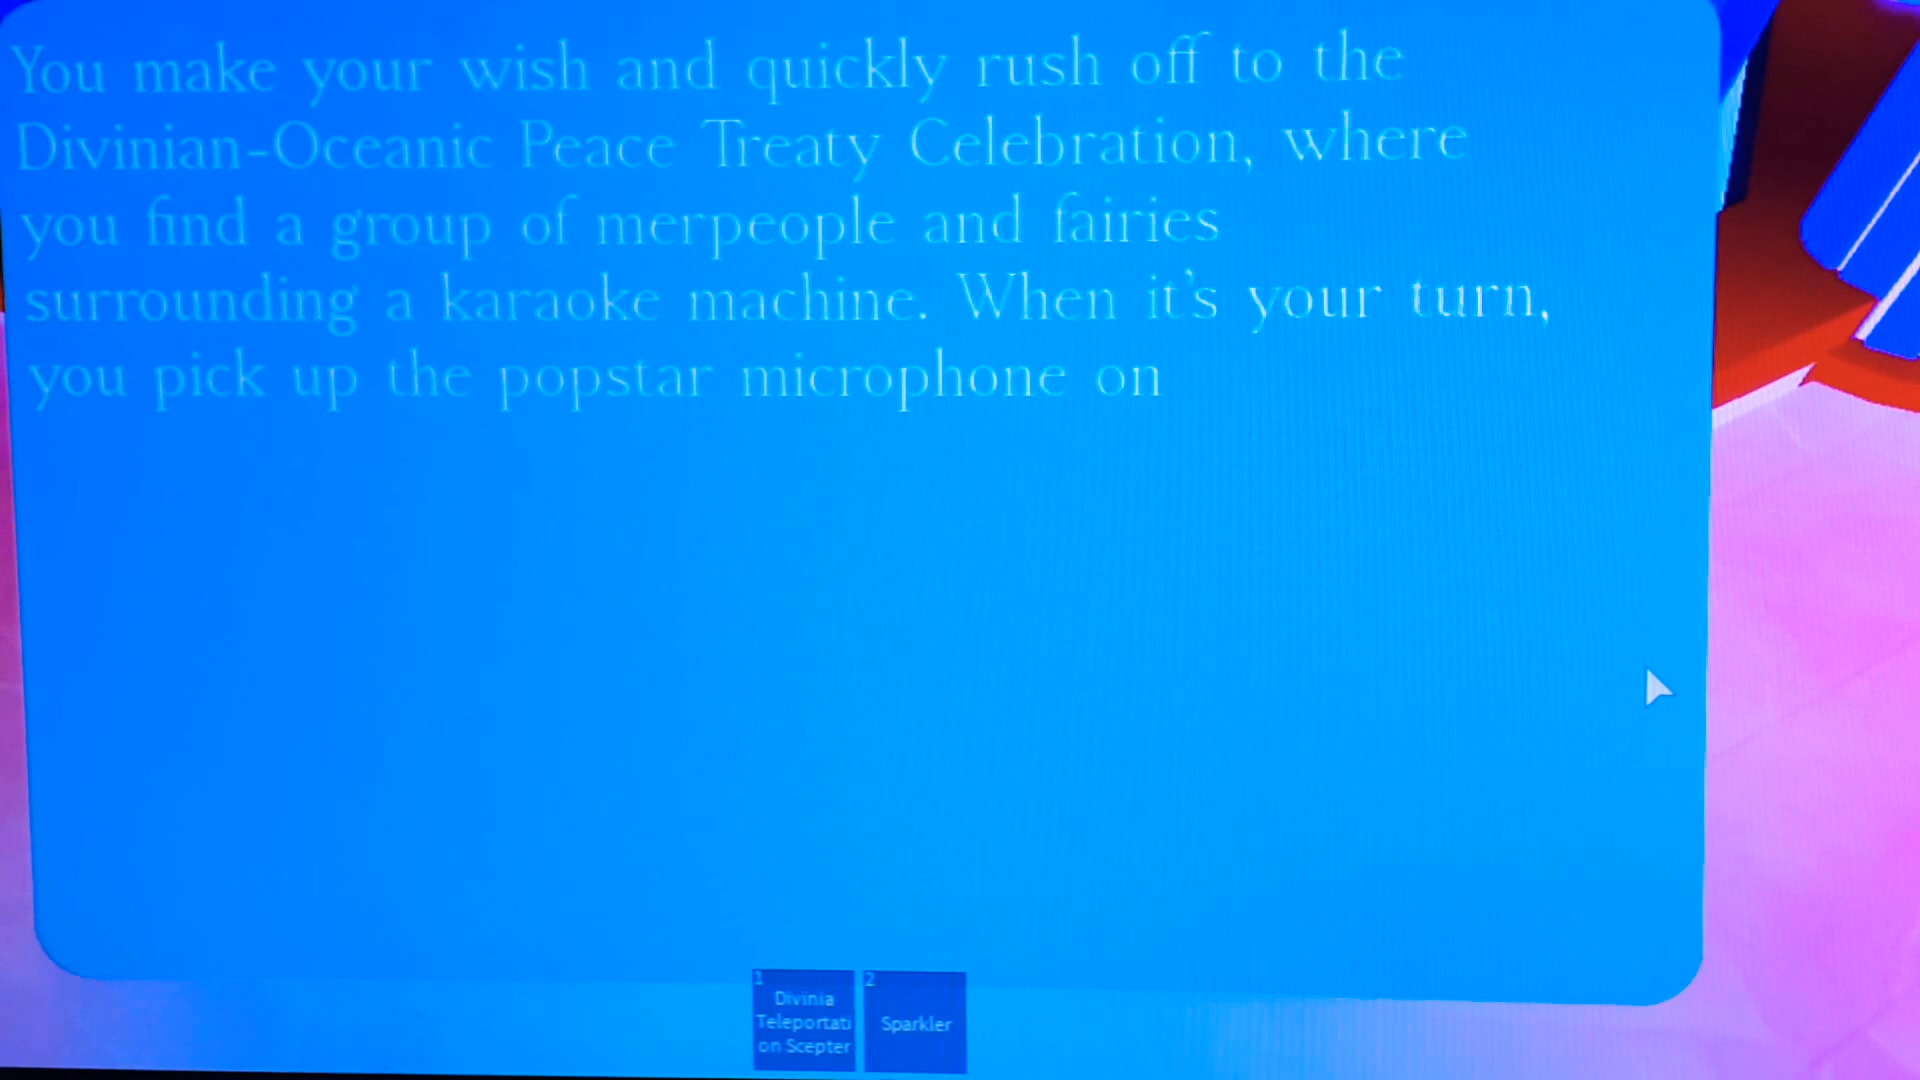 You make your wish and quickly rush off to the
Divinian-Oceanic Peace Treaty Celebration, where
you find a group of merpeople and fairies
surrounding a karaoke machine. When it's your turn,
you pick up the popstar microphone on
1
Divinia
Teleportati
on Scepter
2
Sparkler